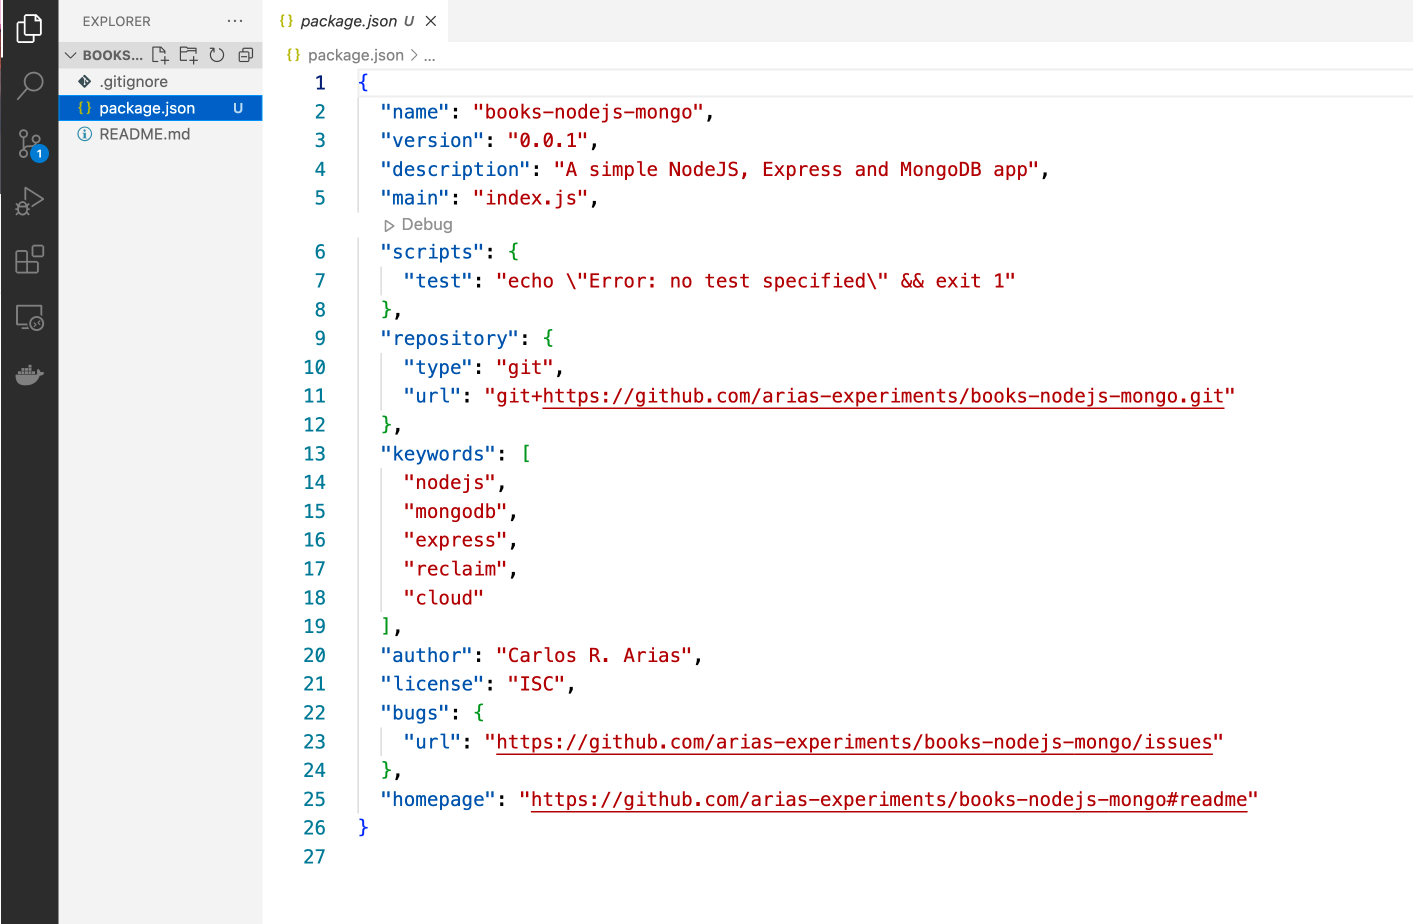 EXPLORER ...
BOOKS...
.gitignore
package.json U
README.md
1
{} package.json U
{} package.json > ...
1 {
2 "name": "books-nodejs-mongo",
3 "version": "0.0.1",
4 "description": "A simple NodeJS, Express and MongoDB app",
5 "main": "index.js",
Debug
6 "scripts": {
7 "test": "echo \"Error: no test specified\" && exit 1"
8 },
9 "repository": {
10 "type": "git",
11 "url": "git+https://github.com/arias-experiments/books-nodejs-mongo.git"
12 },
13 "keywords": [
14 "nodejs",
15 "mongodb",
16 "express",
17 "reclaim",
18 "cloud"
19 ],
20 "author": "Carlos R. Arias",
21 "license": "ISC",
22 "bugs": {
23 "url": "https://github.com/arias-experiments/books-nodejs-mongo/issues"
24 },
25 "homepage": "https://github.com/arias-experiments/books-nodejs-mongo#readme"
26 }
27